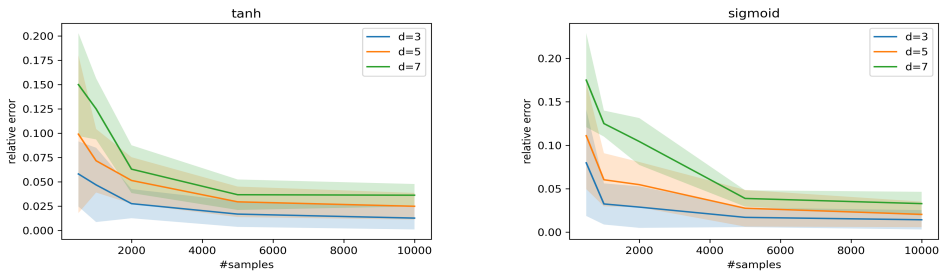 tanh
relative error
0.200
0.175
0.150
0.125
0.100
0.075
0.050
0.025
0.000
2000 4000 6000 8000 10000
#samples
d=3
d=5
d=7
sigmoid
relative error
0.20
0.15
0.10
0.05
0.00
2000 4000 6000 8000 10000
#samples
d=3
d=5
d=7